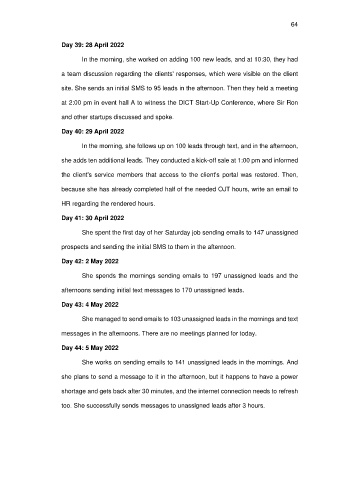 64
Day 39: 28 April 2022
In the morning, she worked on adding 100 new leads, and at 10:30, they had
a team discussion regarding the clients' responses, which were visible on the client
site. She sends an initial SMS to 95 leads in the afternoon. Then they held a meeting
at 2:00 pm in event hall A to witness the DICT Start-Up Conference, where Sir Ron
and other startups discussed and spoke.
Day 40: 29 April 2022
In the morning, she follows up on 100 leads through text, and in the afternoon,
she adds ten additional leads. They conducted a kick-off sale at 1:00 pm and informed
the client's service members that access to the client's portal was restored. Then,
because she has already completed half of the needed OJT hours, write an email to
HR regarding the rendered hours.
Day 41: 30 April 2022
She spent the first day of her Saturday job sending emails to 147 unassigned
prospects and sending the initial SMS to them in the afternoon.
Day 42: 2 May 2022
She spends the mornings sending emails to 197 unassigned leads and the
afternoons sending initial text messages to 170 unassigned leads.
Day 43: 4 May 2022
She managed to send emails to 103 unassigned leads in the mornings and text
messages in the afternoons. There are no meetings planned for today.
Day 44: 5 May 2022
She works on sending emails to 141 unassigned leads in the mornings. And
she plans to send a message to it in the afternoon, but it happens to have a power
shortage and gets back after 30 minutes, and the internet connection needs to refresh
too. She successfully sends messages to unassigned leads after 3 hours.